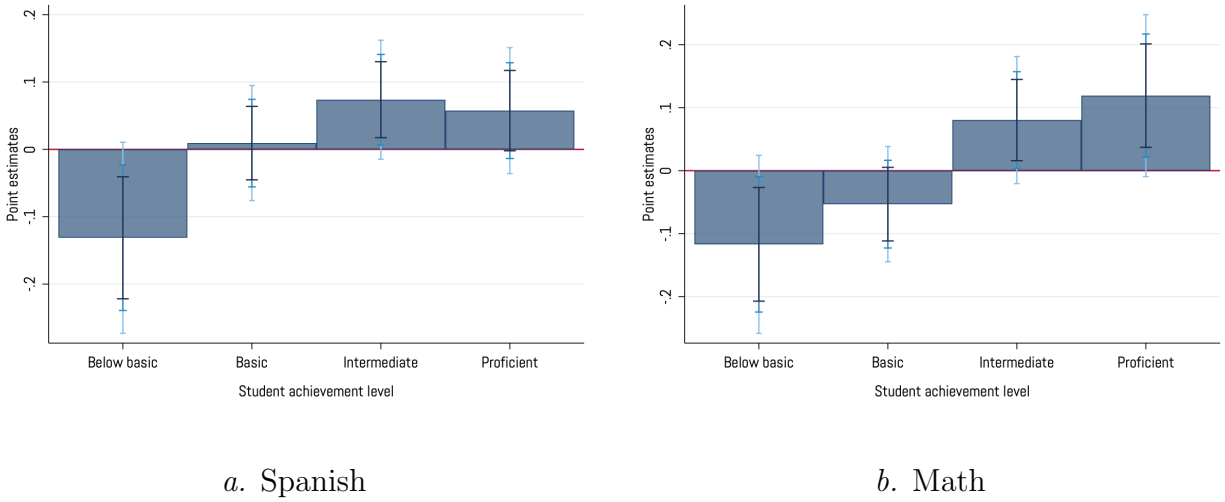 Point estimates
.2
.1
0
-.1
-.2
Below basic Basic Intermediate Proficient
Student achievement level
a. Spanish
Point estimates
.2
.1
0
-.1
-.2
Below basic Basic Intermediate Proficient
Student achievement level
b. Math